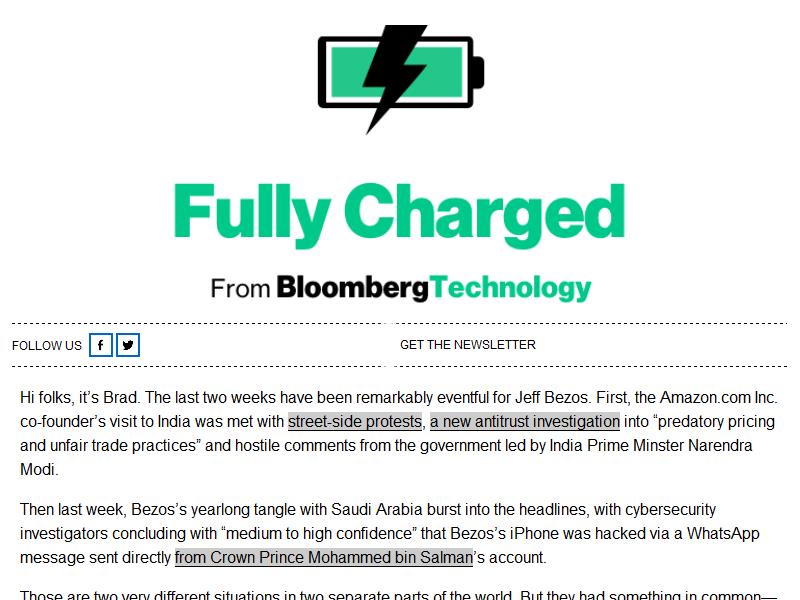 Fully Charged
From BloombergTechnology
FOLLOW US
GET THE NEWSLETTER
Hi folks, it’s Brad. The last two weeks have been remarkably eventful for Jeff Bezos. First, the Amazon.com Inc.
co-founder’s visit to India was met with street-side protests, a new antitrust investigation into “predatory pricing
and unfair trade practices” and hostile comments from the government led by India Prime Minster Narendra
Modi.
Then last week, Bezos’s yearlong tangle with Saudi Arabia burst into the headlines, with cybersecurity
investigators concluding with “medium to high confidence” that Bezos’s iPhone was hacked via a WhatsApp
message sent directly from Crown Prince Mohammed bin Salman’s account.
Those are two very different situations in two separate parts of the world. But they had something in common—